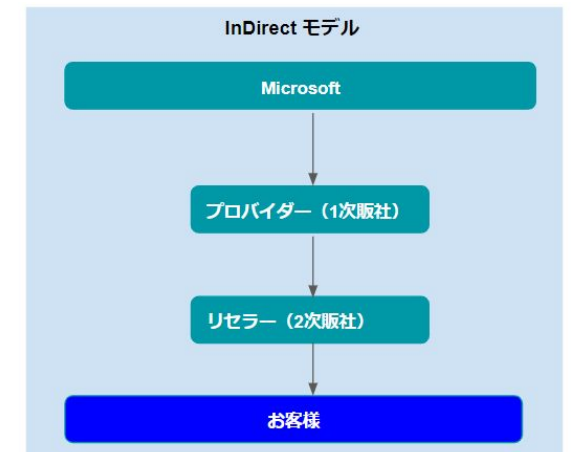 InDirect モデル
Microsoft
プロバイダー（1次販社）
リセラー（2次販社）
お客様